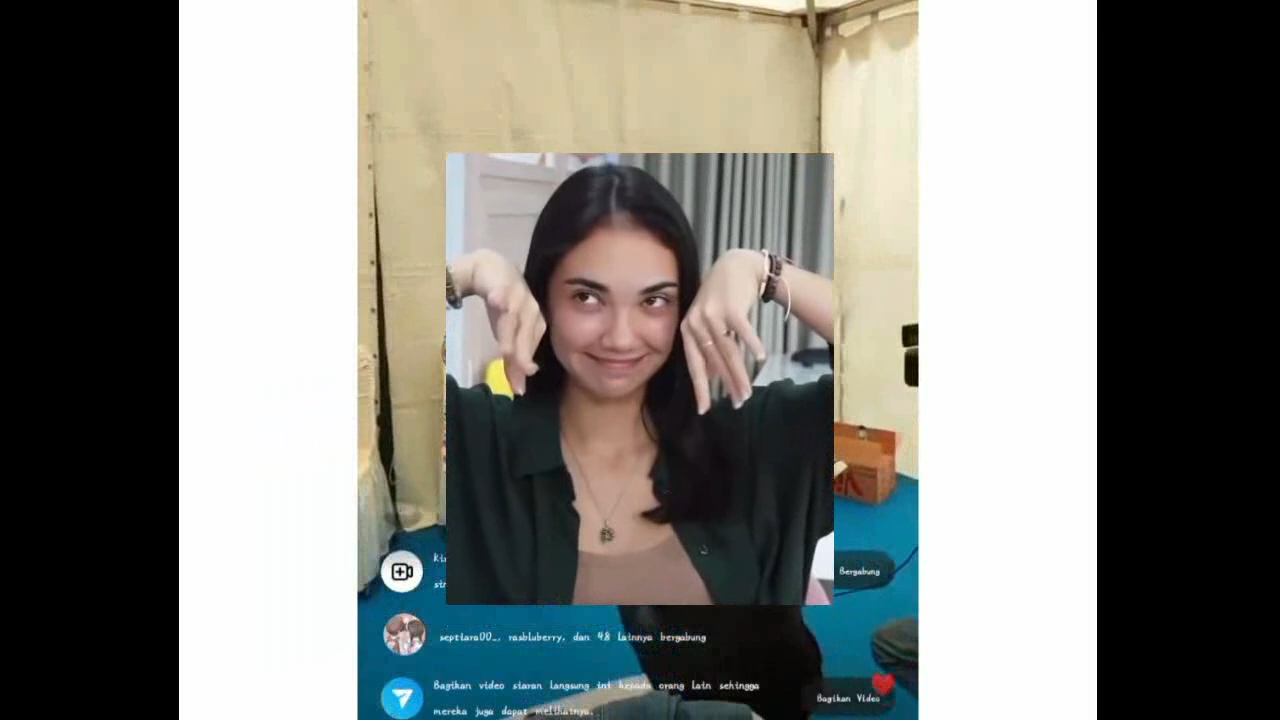 Bergabung
septiara00_, rasbluberry, dan 48 lainnya bergabung
Bagikan video siaran langsung ini kepada orang lain sehingga
mereka juga dapat melihatnya.
Bagikan Video